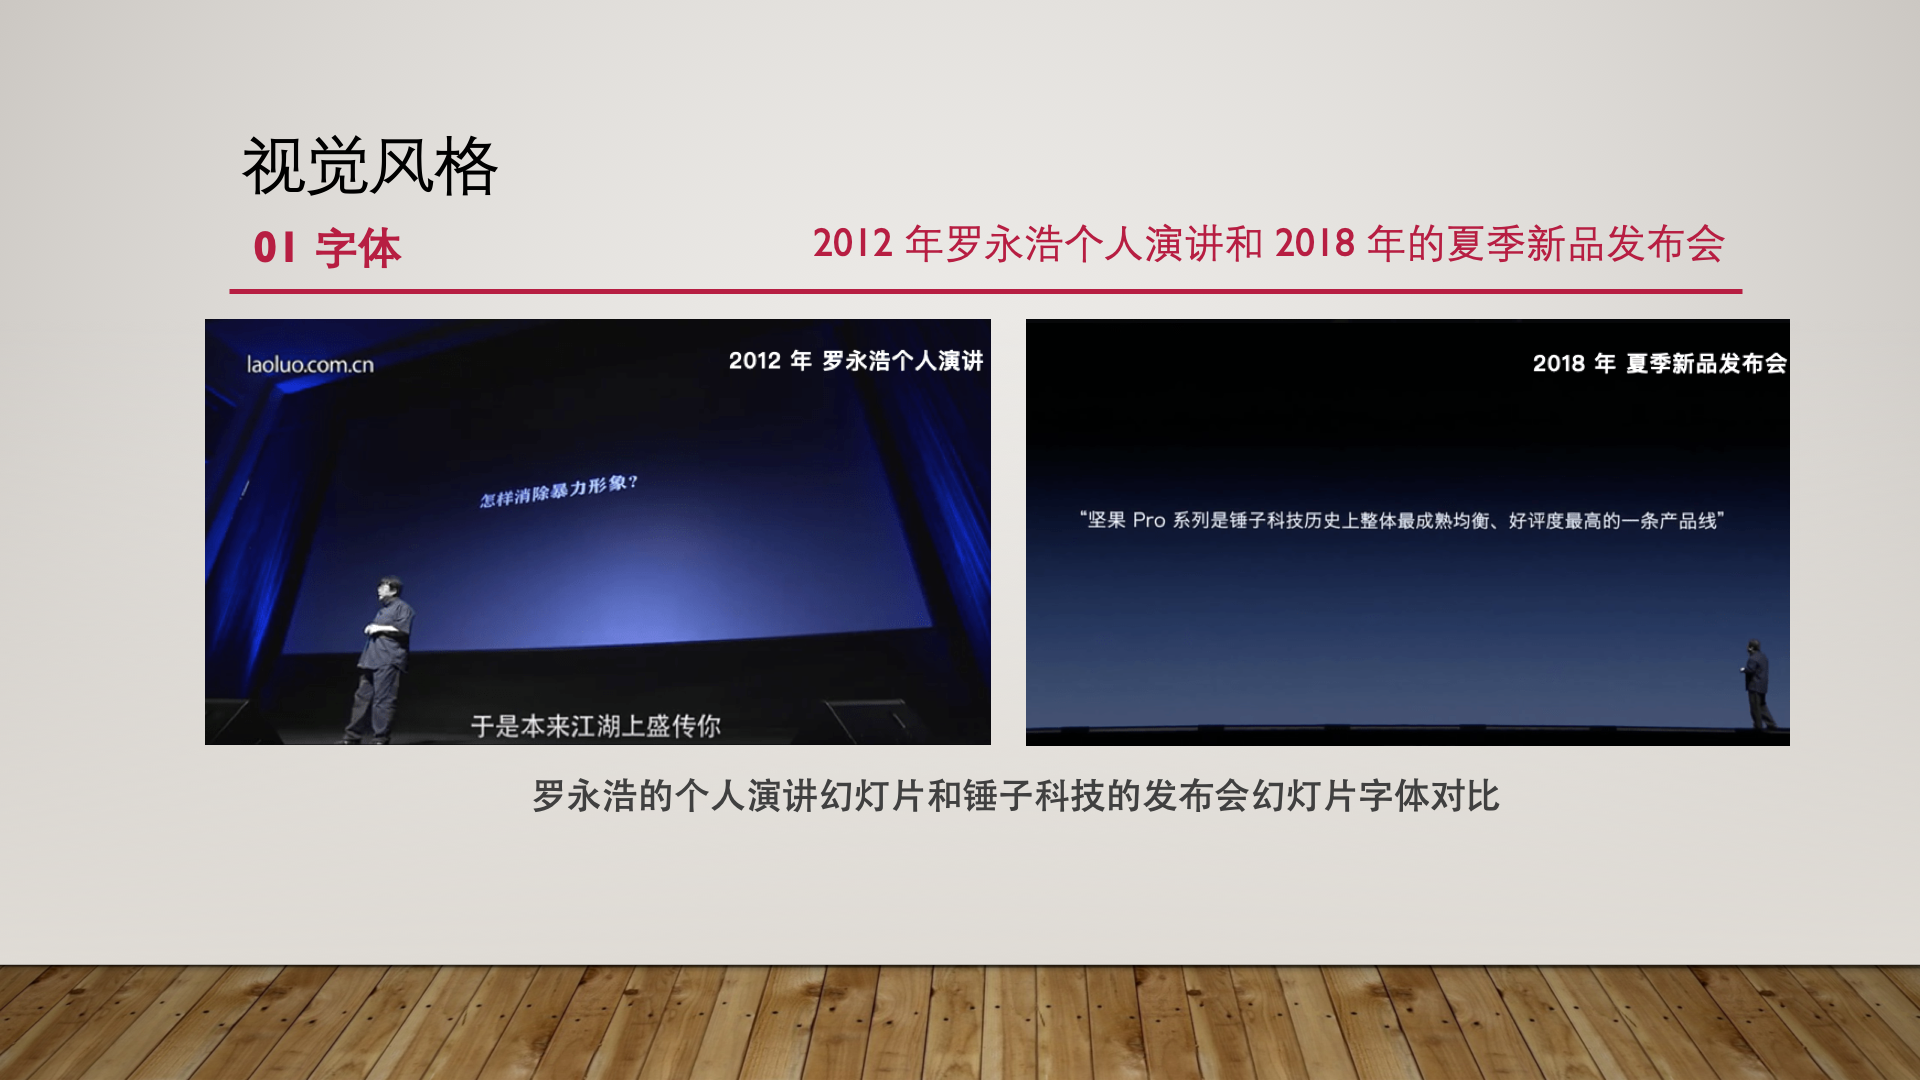 视觉风格
01 字体
2012 年罗永浩个人演讲和 2018 年的夏季新品发布会
laoluo.com.cn
2012 年 罗永浩个人演讲
怎样消除暴力形象?
于是本来江湖上盛传你
2018 年 夏季新品发布会
“坚果 Pro 系列是锤子科技历史上整体最成熟均衡、好评度最高的一条产品线”
罗永浩的个人演讲幻灯片和锤子科技的发布会幻灯片字体对比